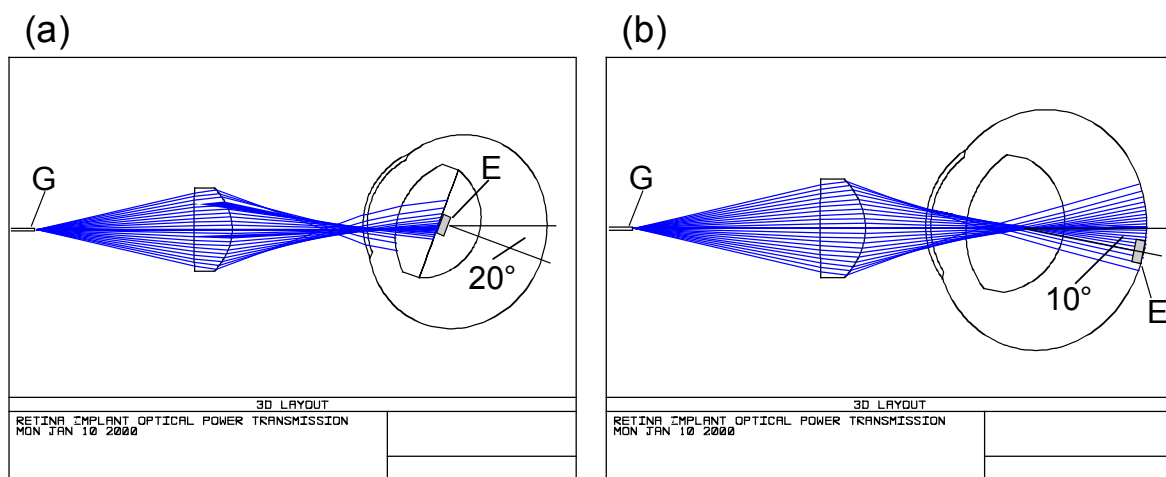 (a)
G
E
20°
3D LAYOUT
RETINA IMPLANT OPTICAL POWER TRANSMISSION
MON JAN 10 2000
(b)
G
10°
E
3D LAYOUT
RETINA IMPLANT OPTICAL POWER TRANSMISSION
MON JAN 10 2000